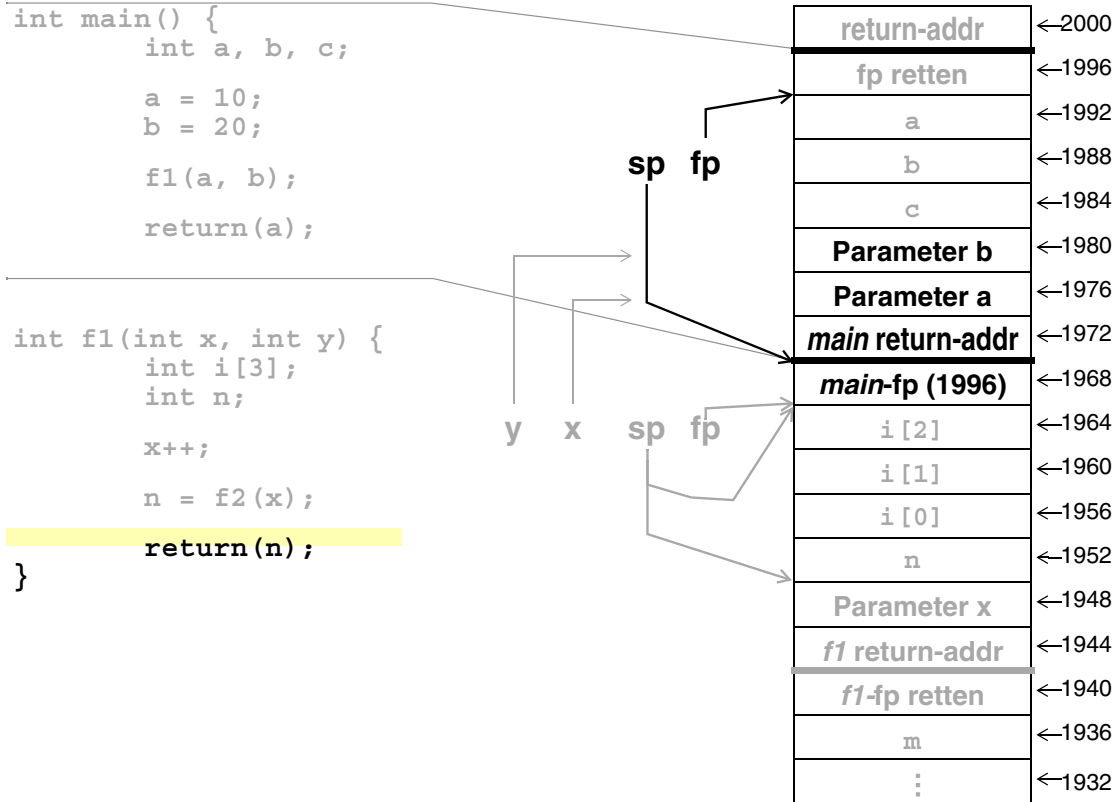 int main() {
int a, b, c;
a = 10;
b = 20;
f1(a, b);
return(a);
int f1(int x, int y) {
int i[3];
int n;
x++;
n = f2(x);
return(n);
}
sp fp
y x sp fp
return-addr 2000
fp retten 1996
a 1992
b 1988
c 1984
Parameter b 1980
Parameter a 1976
main return-addr 1972
main-fp (1996) 1968
i[2] 1964
i[1] 1960
i[0] 1956
n 1952
Parameter x 1948
f1 return-addr 1944
f1-fp retten 1940
m 1936
⋮ 1932